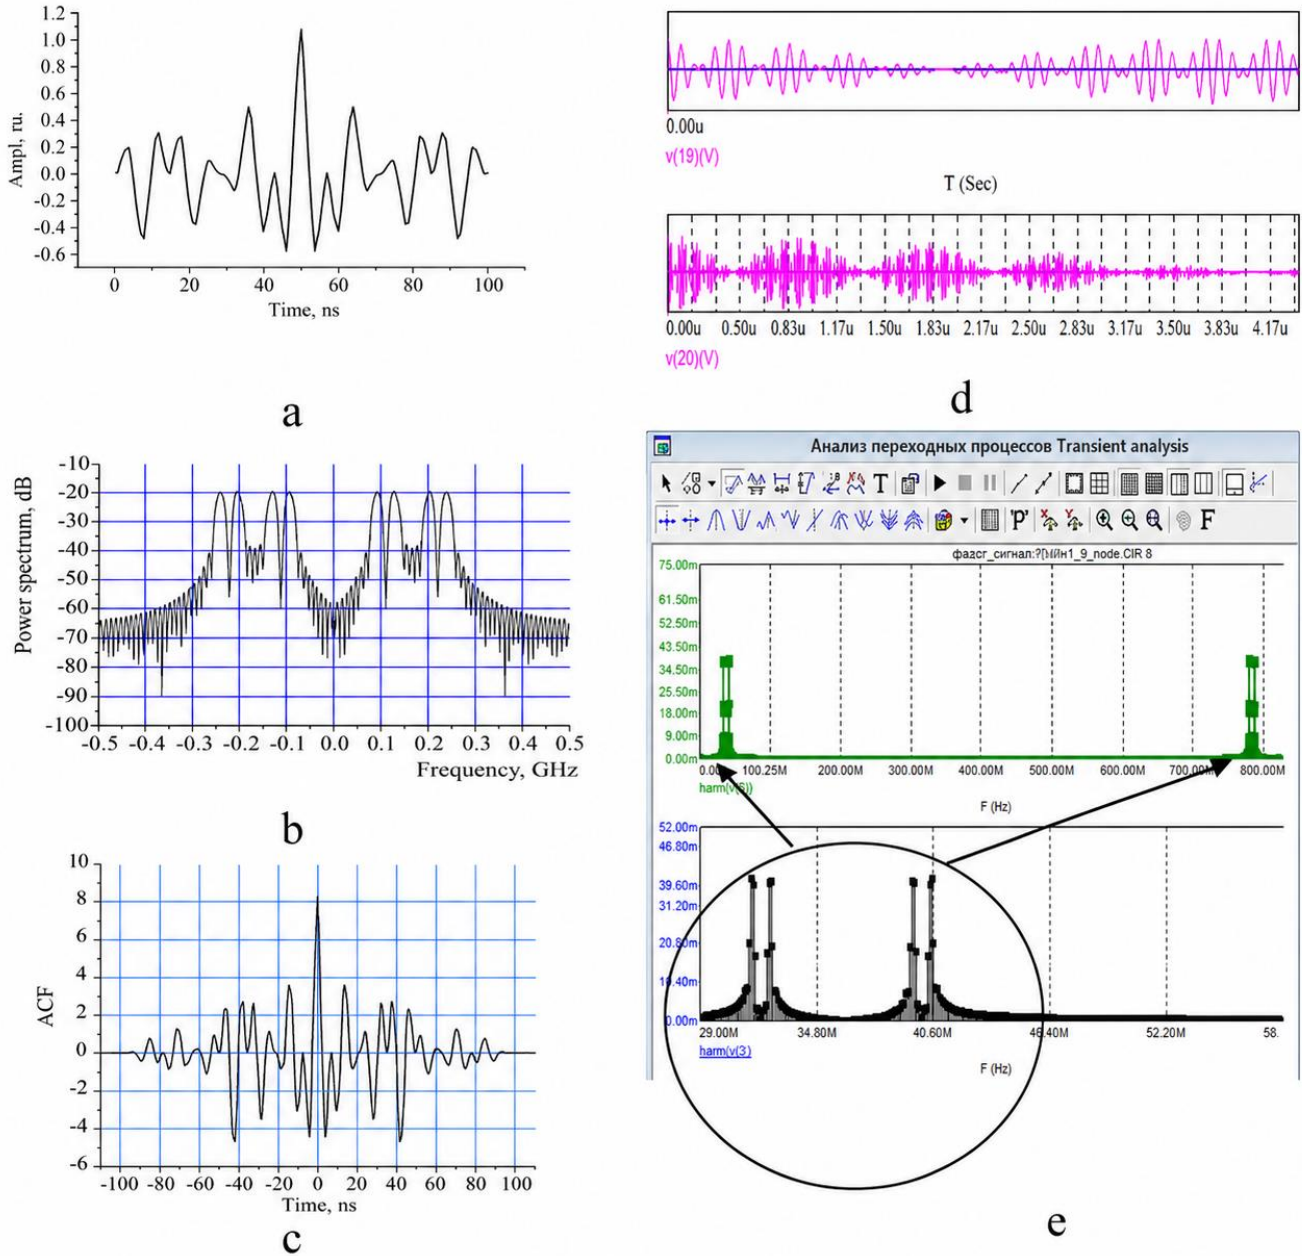 1.2
1.0
0.8
0.6
0.4
0.2
0.0
-0.2
-0.4
-0.6
Ampl, ru.
0 20 40 60 80 100
Time, ns
a
-10
-20
-30
-40
-50
-60
-70
-80
-90
-100
Power spectrum, dB
-0.5 -0.4 -0.3 -0.2 -0.1 0.0 0.1 0.2 0.3 0.4 0.5
Frequency, GHz
b
10
8
6
4
2
0
-2
-4
-6
ACF
-100 -80 -60 -40 -20 0 20 40 60 80 100
Time, ns
c
0.00u
v(19)(V)
T (Sec)
0.00u 0.50u 0.83u 1.17u 1.50u 1.83u 2.17u 2.50u 2.83u 3.17u 3.50u 3.83u 4.17u
v(20)(V)
d
Анализ переходных процессов Transient analysis
T
'P' F
1_9_node.CIR 8
75.00m
61.50m
52.50m
43.50m
34.50m
25.50m
18.00m
9.00m
0.00m
100.25M 200.00M 300.00M 400.00M 500.00M 600.00M 700.00M 800.00M
F (Hz)
52.00m
46.80m
39.60m
31.20m
20.80m
10.40m
0.00m
29.00M 34.80M 40.60M 46.40M 52.20M 58.
harm(v(3)
F (Hz)
e